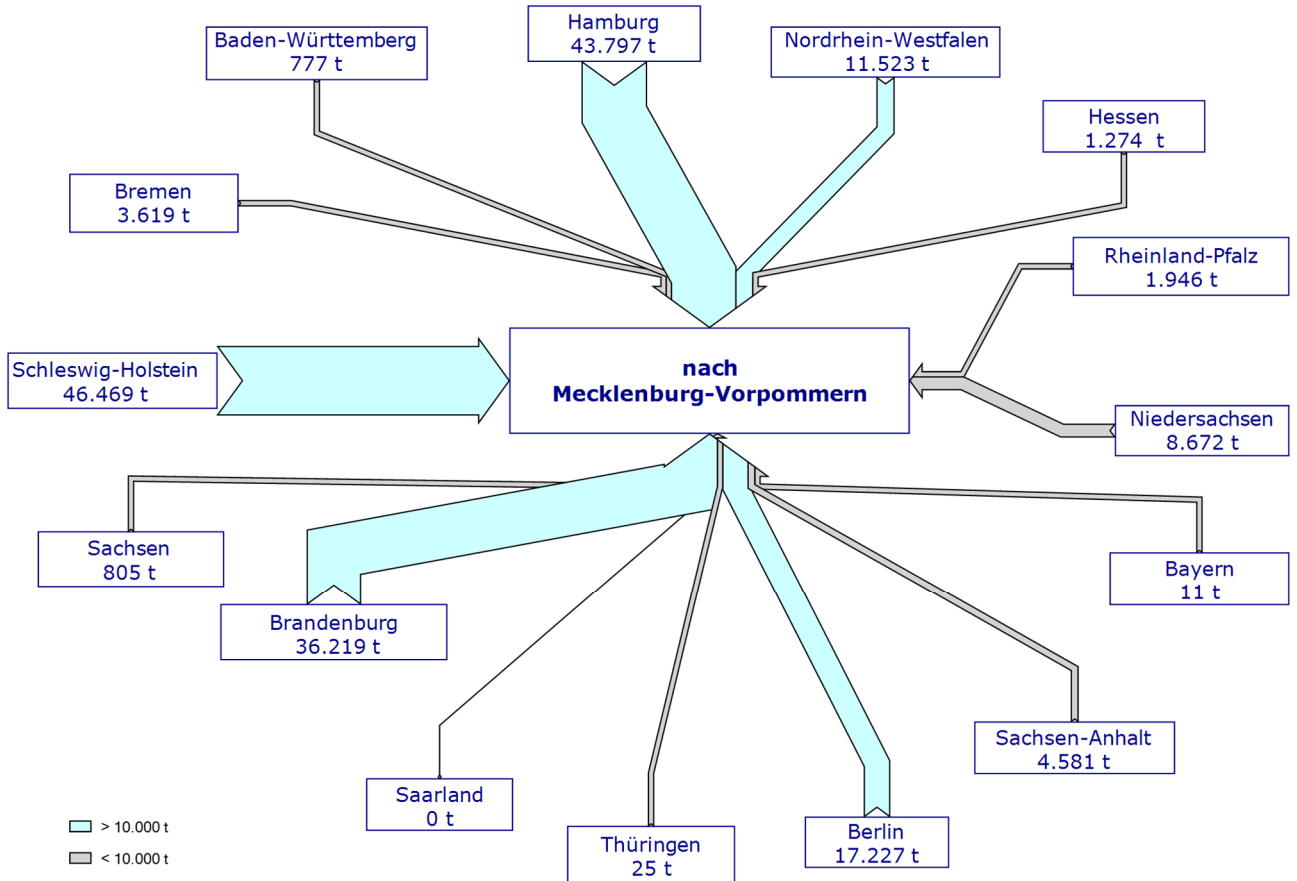 Hamburg
43.797 t
Baden-Württemberg
777 t
Nordrhein-Westfalen
11.523 t
Hessen
1.274 t
Bremen
3.619 t
Rheinland-Pfalz
1.946 t
Schleswig-Holstein
46.469 t
nach
Mecklenburg-Vorpommern
Niedersachsen
8.672 t
Sachsen
805 t
Bayern
11 t
Brandenburg
36.219 t
Sachsen-Anhalt
4.581 t
Saarland
0 t
Thüringen
25 t
Berlin
17.227 t
> 10.000 t
< 10.000 t